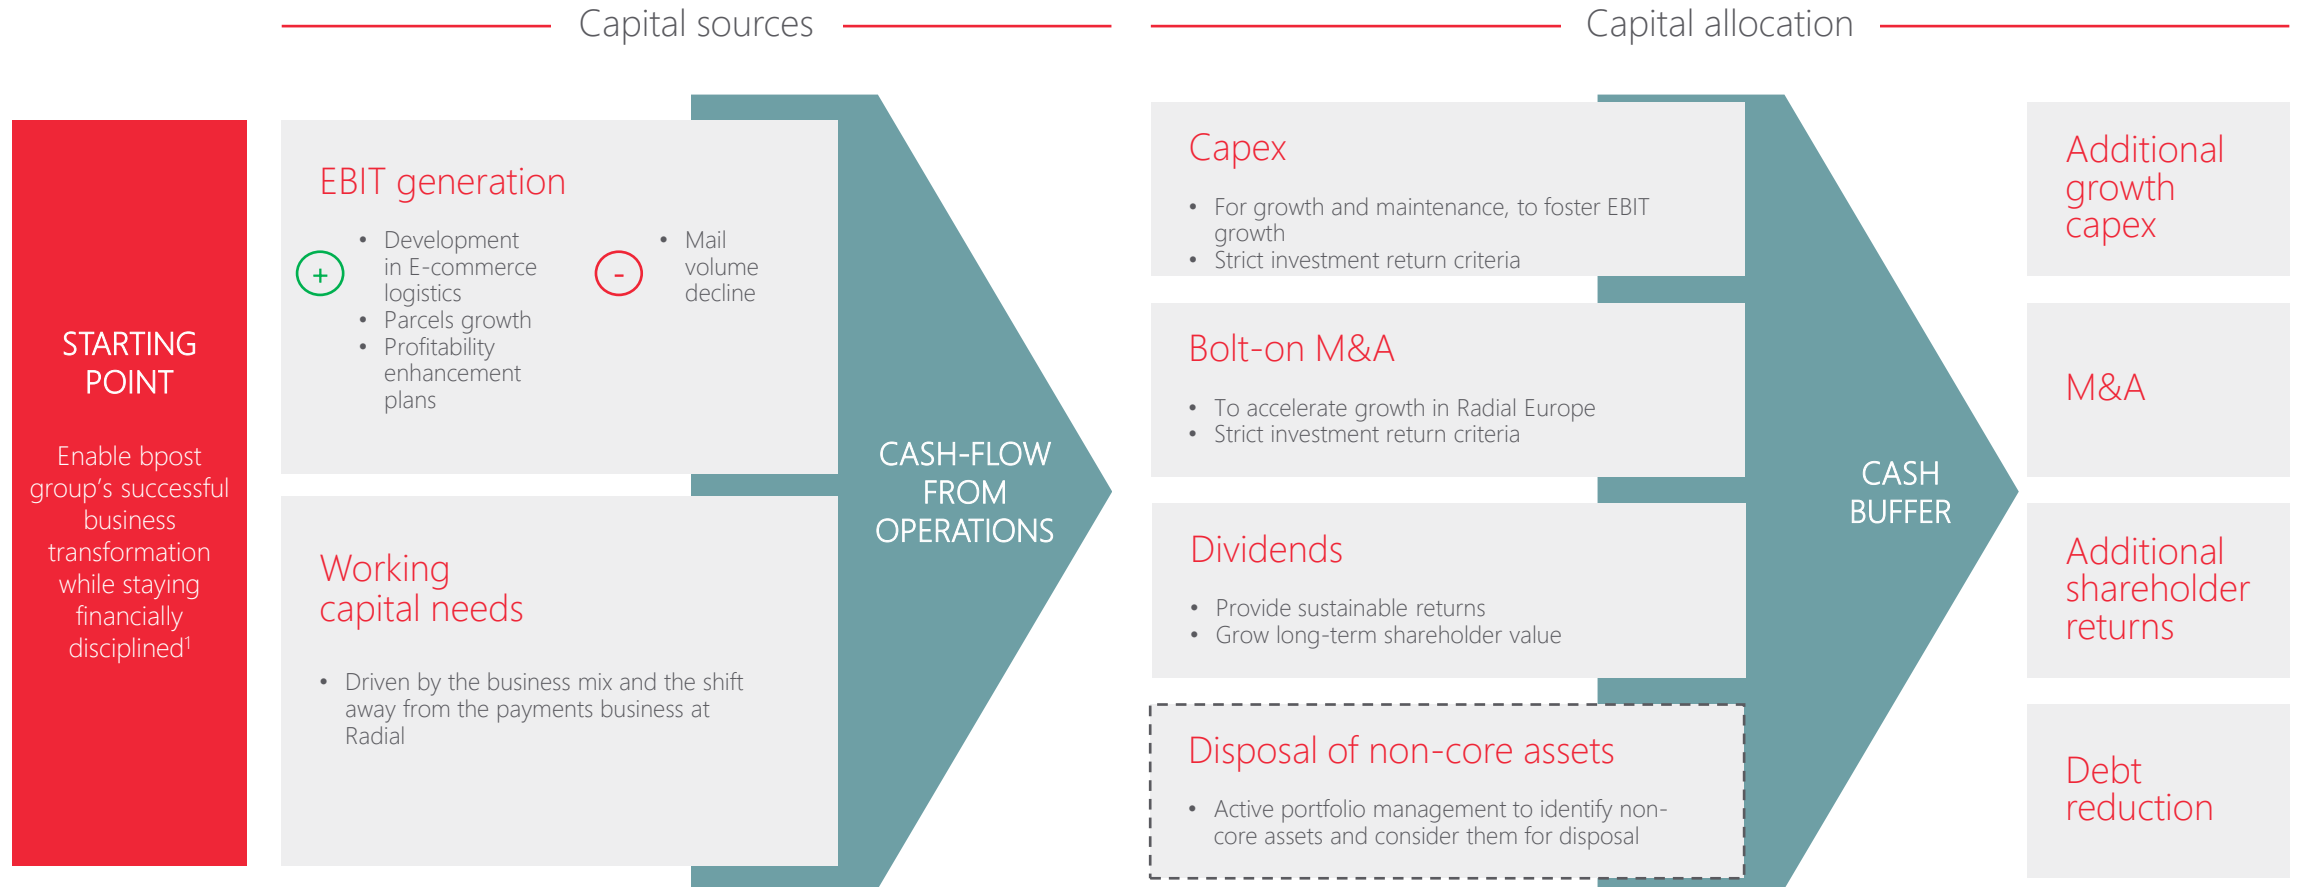 Capital sources
Capital allocation
STARTING
POINT
Enable bpost
group’s successful
business
transformation
while staying
financially
disciplined¹
EBIT generation
+
• Development
in E-commerce
logistics
• Parcels growth
• Profitability
enhancement
plans
-
• Mail
volume
decline
Working
capital needs
• Driven by the business mix and the shift
away from the payments business at
Radial
CASH-FLOW
FROM
OPERATIONS
Capex
• For growth and maintenance, to foster EBIT
growth
• Strict investment return criteria
Bolt-on M&A
• To accelerate growth in Radial Europe
• Strict investment return criteria
Dividends
• Provide sustainable returns
• Grow long-term shareholder value
Disposal of non-core assets
• Active portfolio management to identify non-
core assets and consider them for disposal
CASH
BUFFER
Additional
growth
capex
M&A
Additional
shareholder
returns
Debt
reduction